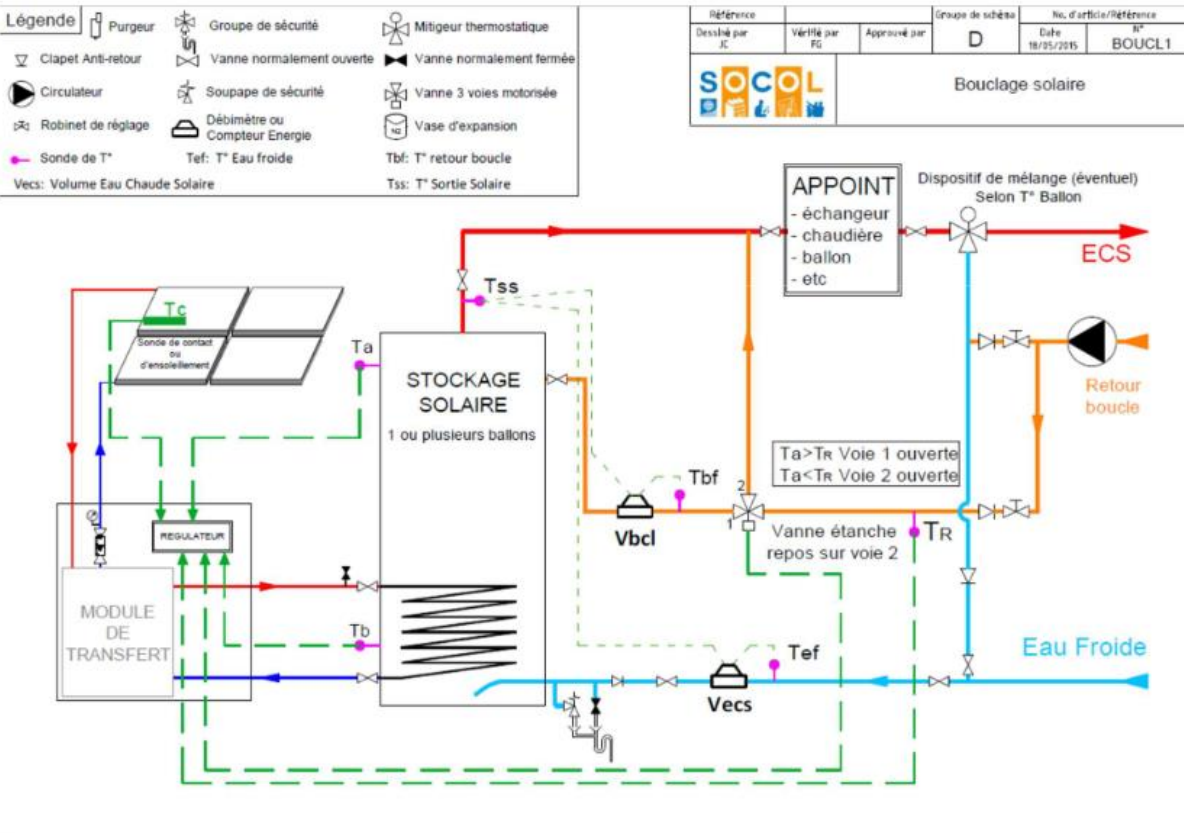 Légende
Purgeur
Groupe de sécurité
Mitigeur thermostatique
Clapet Anti-retour
Vanne normalement ouverte
Vanne normalement fermée
Circulateur
Soupape de sécurité
Vanne 3 voies motorisée
Robinet de réglage
Débimètre ou
Compteur Energie
Vase d'expansion
Sonde de T°
Tef: T° Eau froide
Tbf: T° retour boucle
Vecs: Volume Eau Chaude Solaire
Tss: T° Sortie Solaire
Référence
Groupe de schéma
No. d'article/Référence
Dessiné par
JC
Vérifié par
FG
Approuvé par
D
Date
18/05/2015
N°
BOUCL1
SOCOL
Bouclage solaire
APPOINT
- échangeur
- chaudière
- ballon
- etc
Dispositif de mélange (éventuel)
Selon T° Ballon
ECS
Tss
Tc
Sonde de contact
ou
d'ensoleillement
Ta
STOCKAGE
SOLAIRE
1 ou plusieurs ballons
Retour
boucle
Ta>TR Voie 1 ouverte
Ta<TR Voie 2 ouverte
Tbf
2
1
Vbcl
Vanne étanche
repos sur voie 2
TR
REGULATEUR
MODULE
DE
TRANSFERT
Tb
Tef
Eau Froide
Vecs